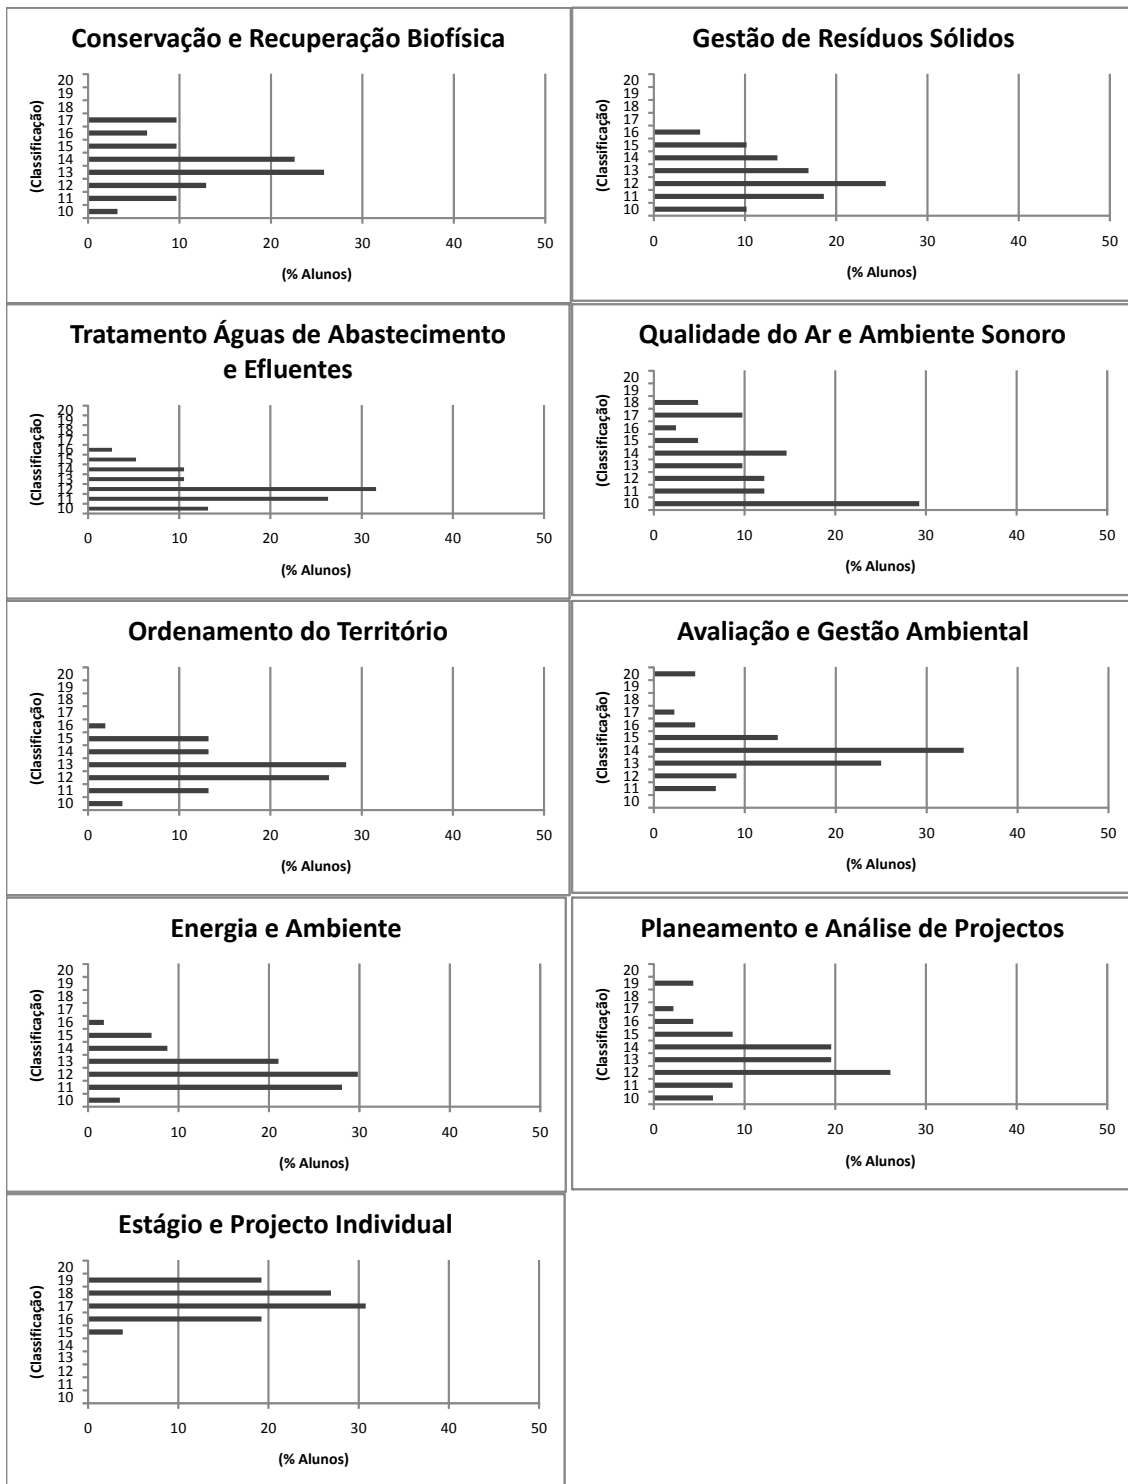 Conservação e Recuperação Biofísica
(Classificação)
20
19
18
17
16
15
14
13
12
11
10
0 10 20 30 40 50
(% Alunos)
Gestão de Resíduos Sólidos
(Classificação)
20
19
18
17
16
15
14
13
12
11
10
0 10 20 30 40 50
(% Alunos)
Tratamento Águas de Abastecimento
e Efluentes
(Classificação)
20
19
18
17
16
15
14
13
12
11
10
0 10 20 30 40 50
(% Alunos)
Qualidade do Ar e Ambiente Sonoro
(Classificação)
20
19
18
17
16
15
14
13
12
11
10
0 10 20 30 40 50
(% Alunos)
Ordenamento do Território
(Classificação)
20
19
18
17
16
15
14
13
12
11
10
0 10 20 30 40 50
(% Alunos)
Avaliação e Gestão Ambiental
(Classificação)
20
19
18
17
16
15
14
13
12
11
10
0 10 20 30 40 50
(% Alunos)
Energia e Ambiente
(Classificação)
20
19
18
17
16
15
14
13
12
11
10
0 10 20 30 40 50
(% Alunos)
Planeamento e Análise de Projectos
(Classificação)
20
19
18
17
16
15
14
13
12
11
10
0 10 20 30 40 50
(% Alunos)
Estágio e Projecto Individual
(Classificação)
20
19
18
17
16
15
14
13
12
11
10
0 10 20 30 40 50
(% Alunos)